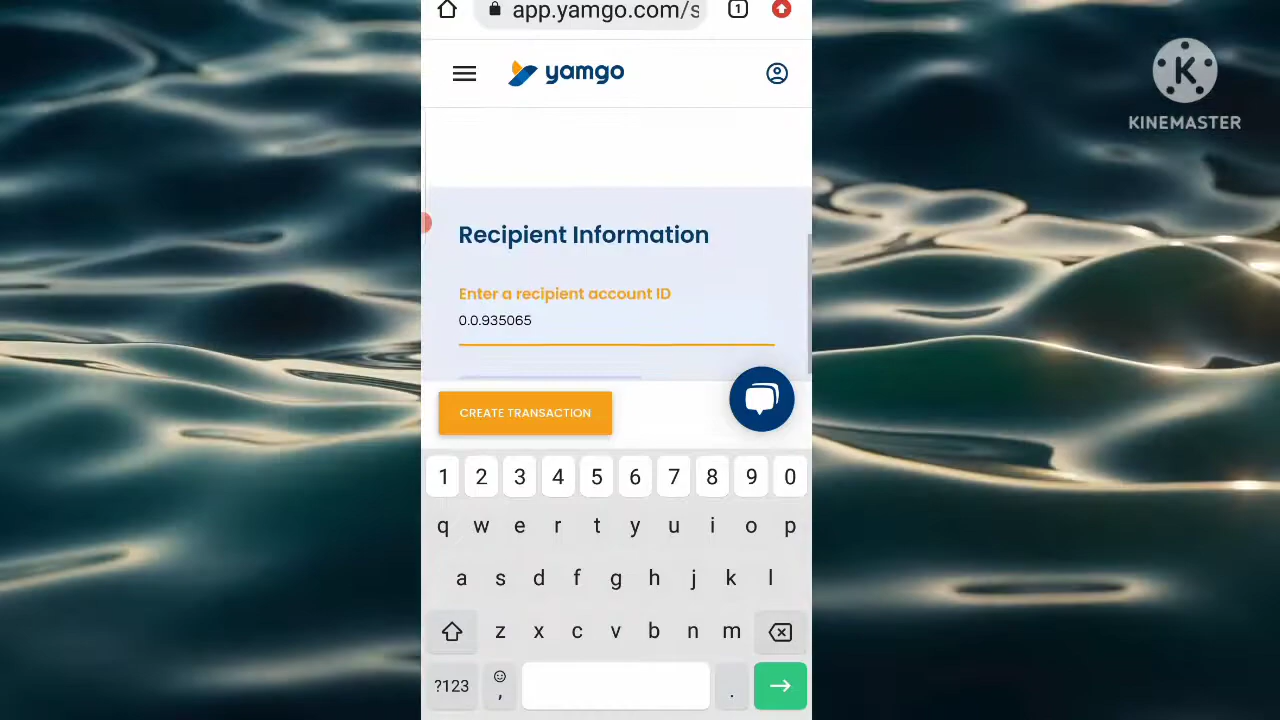 app.yamgo.com/s
1
yamgo
K
KINEMASTER
Recipient Information
Enter a recipient account ID
0.0.935065
CREATE TRANSACTION
1 2 3 4 5 6 7 8 9 0
q w e r t y u i o p
a s d f g h j k l
z x c v b n m
?123 , .